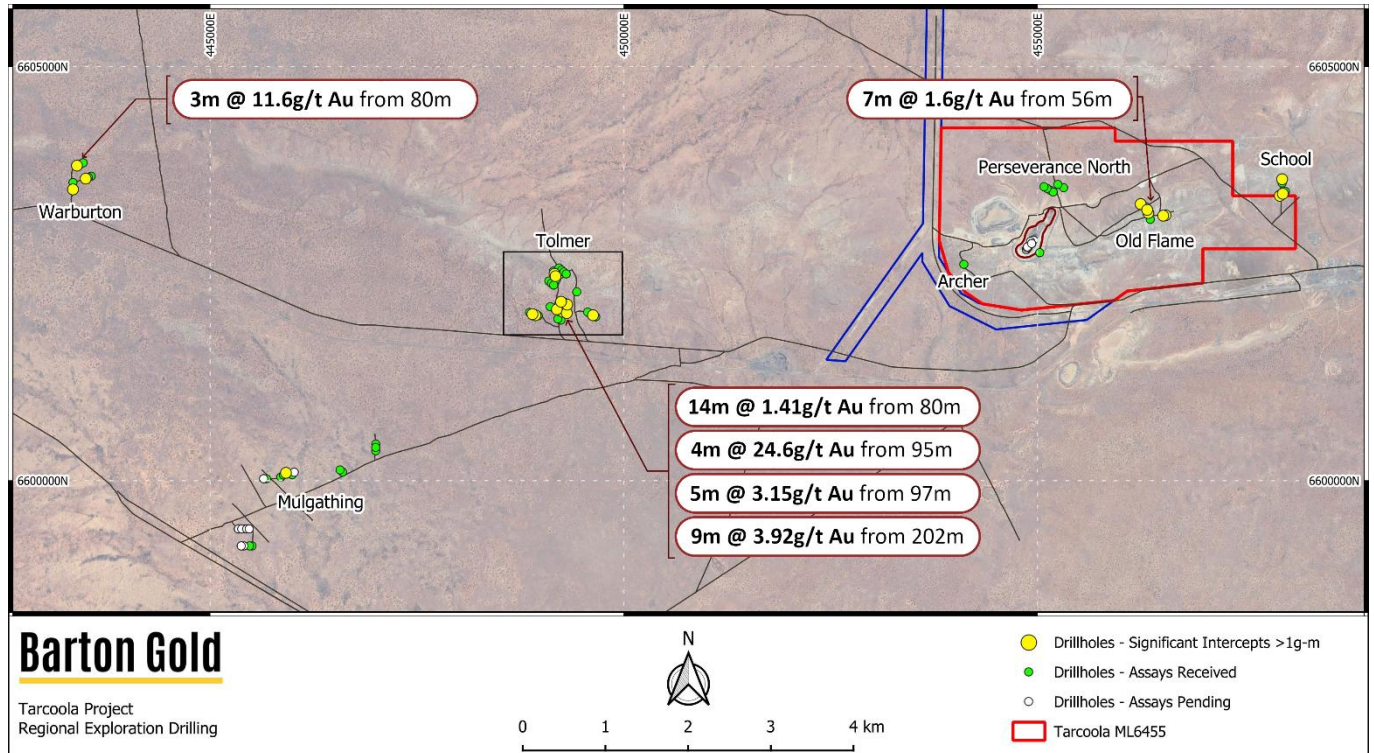 445000E
450000E
455000E
6605000N
6605000N
3m @ 11.6g/t Au from 80m
7m @ 1.6g/t Au from 56m
Perseverance North
School
Warburton
Tolmer
Old Flame
Archer
14m @ 1.41g/t Au from 80m
4m @ 24.6g/t Au from 95m
6600000N
6600000N
5m @ 3.15g/t Au from 97m
Mulgathing
9m @ 3.92g/t Au from 202m
Barton Gold
Tarcoola Project
Regional Exploration Drilling
N
0 1 2 3 4 km
Drillholes - Significant Intercepts >1g-m
Drillholes - Assays Received
Drillholes - Assays Pending
Tarcoola ML6455